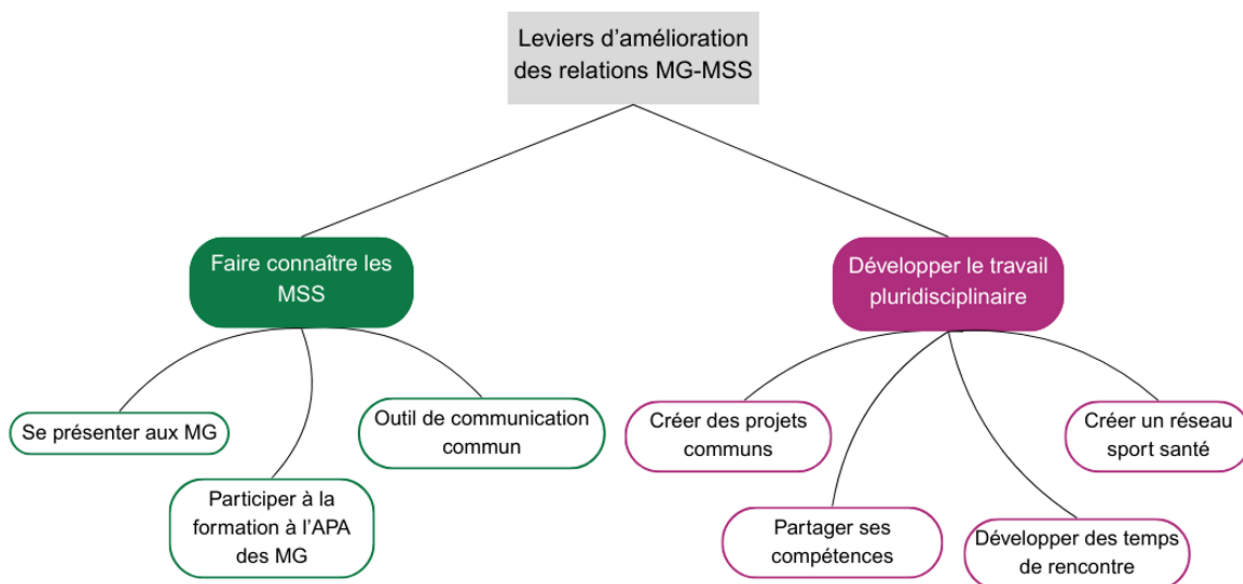 Leviers d’amélioration
des relations MG-MSS
Faire connaître les
MSS
Développer le travail
pluridisciplinaire
Se présenter aux MG
Outil de communication
commun
Participer à la
formation à l’APA
des MG
Créer des projets
communs
Créer un réseau
sport santé
Partager ses
compétences
Développer des temps
de rencontre